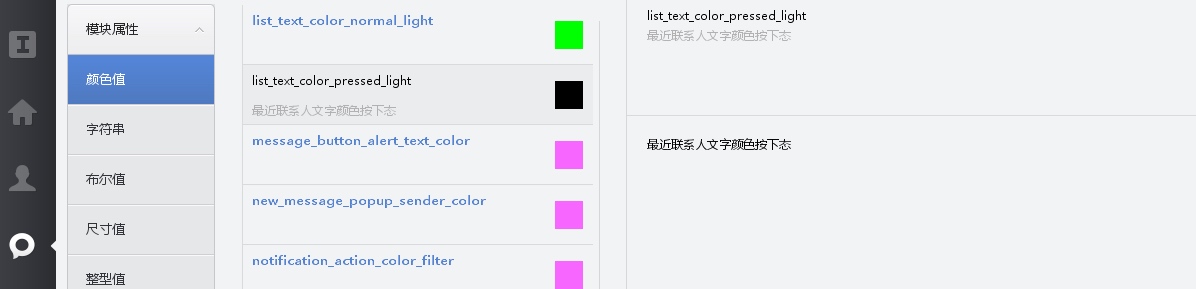 模块属性
颜色值
字符串
布尔值
尺寸值
整型值
list_text_color_normal_light
list_text_color_pressed_light
最近联系人文字颜色按下态
message_button_alert_text_color
new_message_popup_sender_color
notification_action_color_filter
list_text_color_pressed_light
最近联系人文字颜色按下态
最近联系人文字颜色按下态